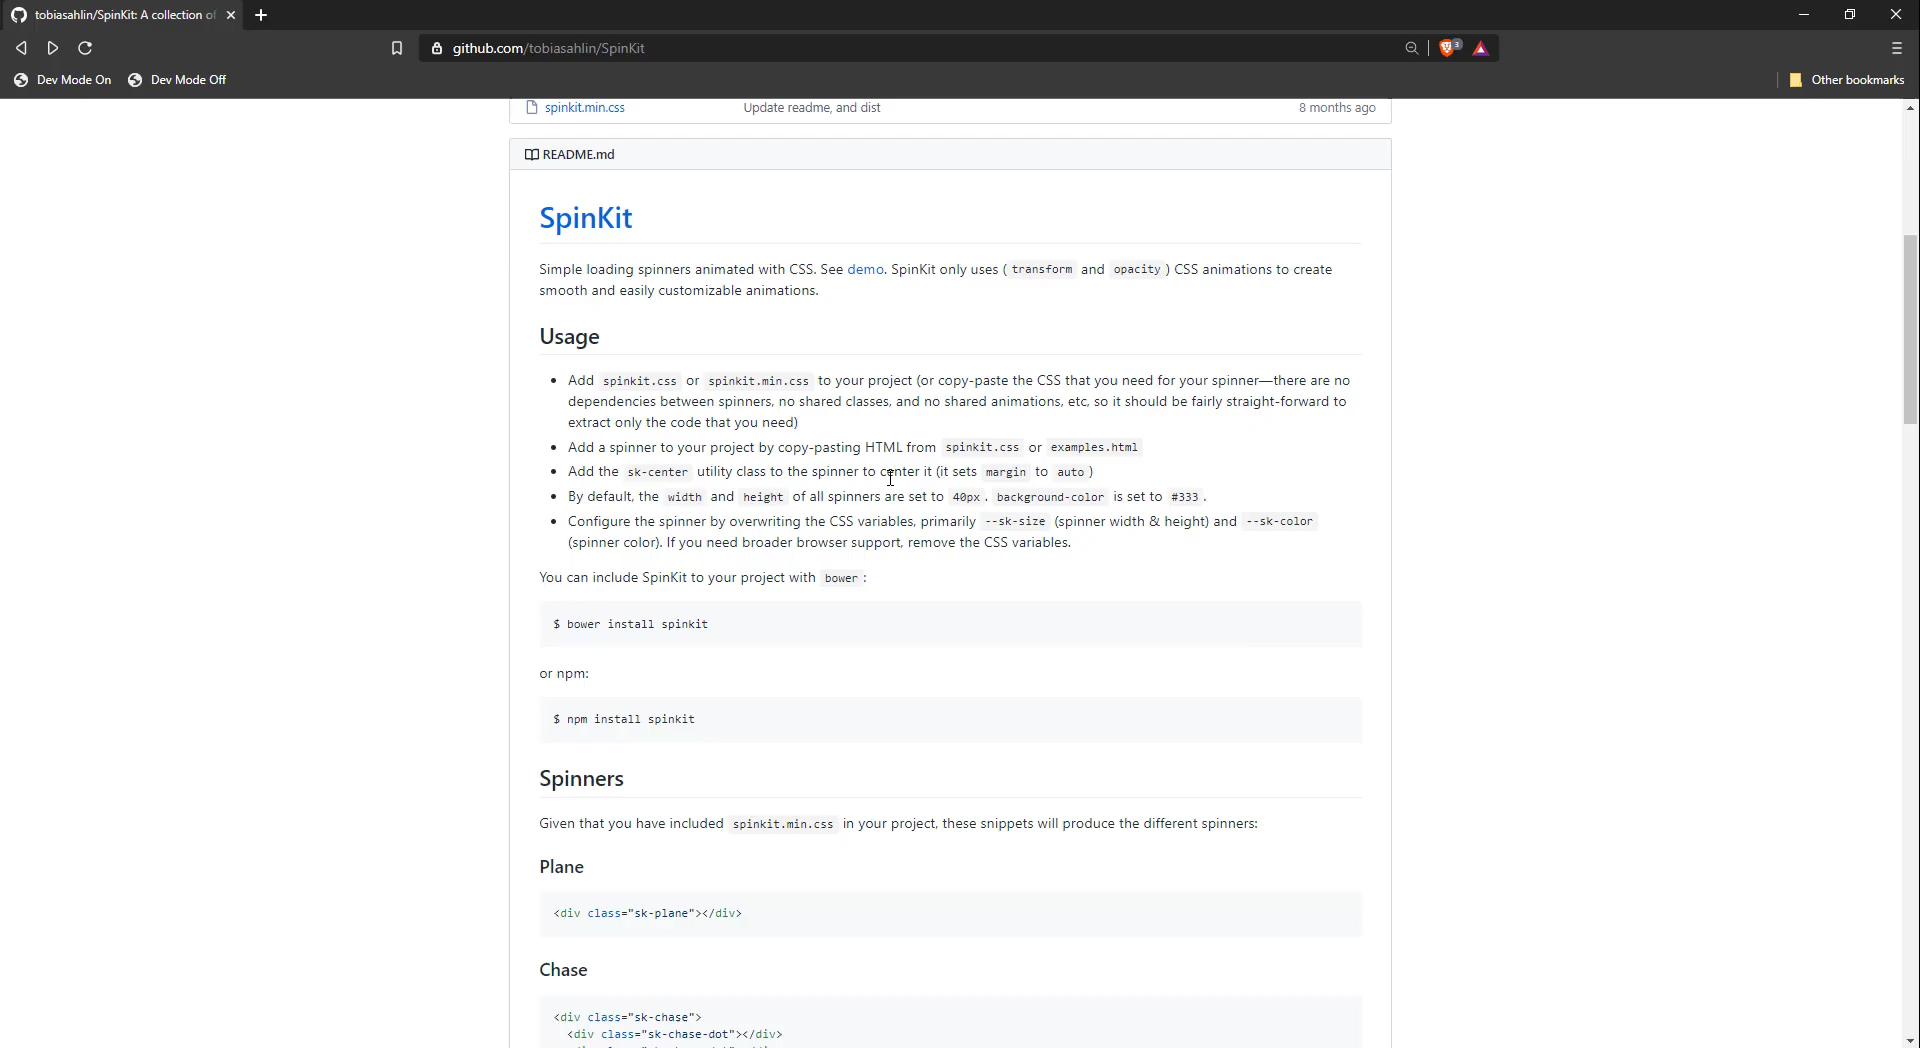 tobiasahlin/SpinKit: A collection of
github.com/tobiasahlin/SpinKit
3
Dev Mode On
Dev Mode Off
Other bookmarks
spinkit.min.css Update readme, and dist 8 months ago
README.md
SpinKit
Simple loading spinners animated with CSS. See demo. SpinKit only uses ( transform and opacity ) CSS animations to create
smooth and easily customizable animations.
Usage
• Add spinkit.css or spinkit.min.css to your project (or copy-paste the CSS that you need for your spinner—there are no
dependencies between spinners, no shared classes, and no shared animations, etc, so it should be fairly straight-forward to
extract only the code that you need)
• Add a spinner to your project by copy-pasting HTML from spinkit.css or examples.html
• Add the sk-center utility class to the spinner to center it (it sets margin to auto )
• By default, the width and height of all spinners are set to 40px . background-color is set to #333 .
• Configure the spinner by overwriting the CSS variables, primarily --sk-size (spinner width & height) and --sk-color
(spinner color). If you need broader browser support, remove the CSS variables.
You can include SpinKit to your project with bower :
$ bower install spinkit
or npm:
$ npm install spinkit
Spinners
Given that you have included spinkit.min.css in your project, these snippets will produce the different spinners:
Plane
<div class="sk-plane"></div>
Chase
<div class="sk-chase">
<div class="sk-chase-dot"></div>